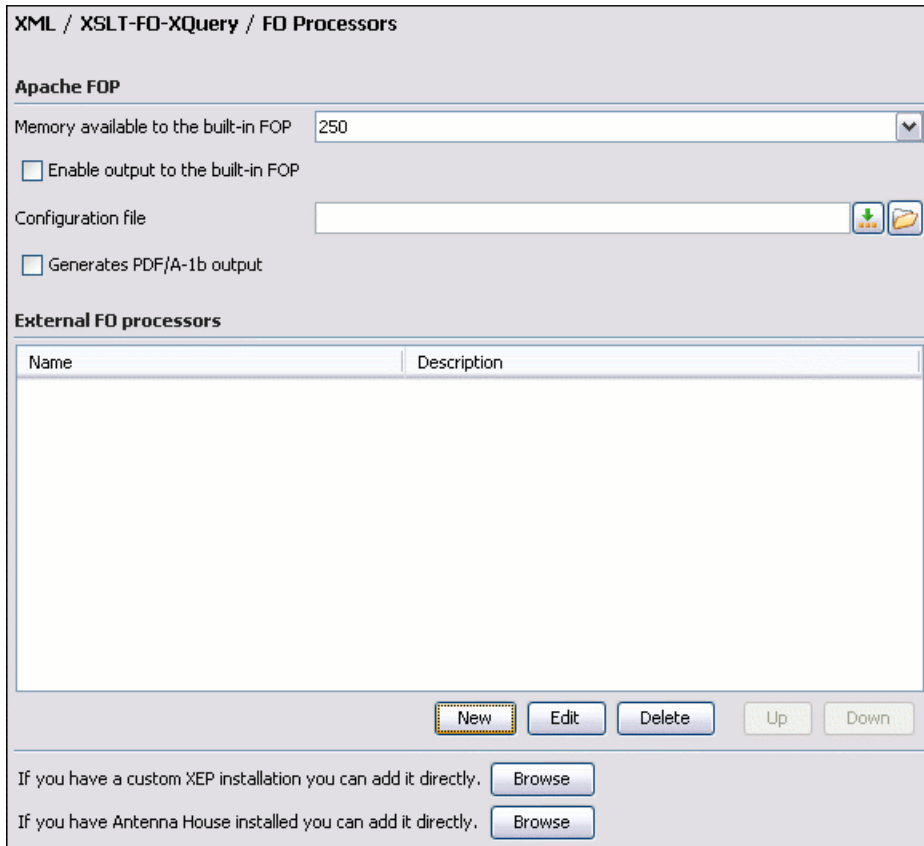 XML / XSLT-FO-XQuery / FO Processors
Apache FOP
Memory available to the built-in FOP 250
Enable output to the built-in FOP
Configuration file
Generates PDF/A-1b output
External FO processors
Name Description
New Edit Delete Up Down
If you have a custom XEP installation you can add it directly. Browse
If you have Antenna House installed you can add it directly. Browse